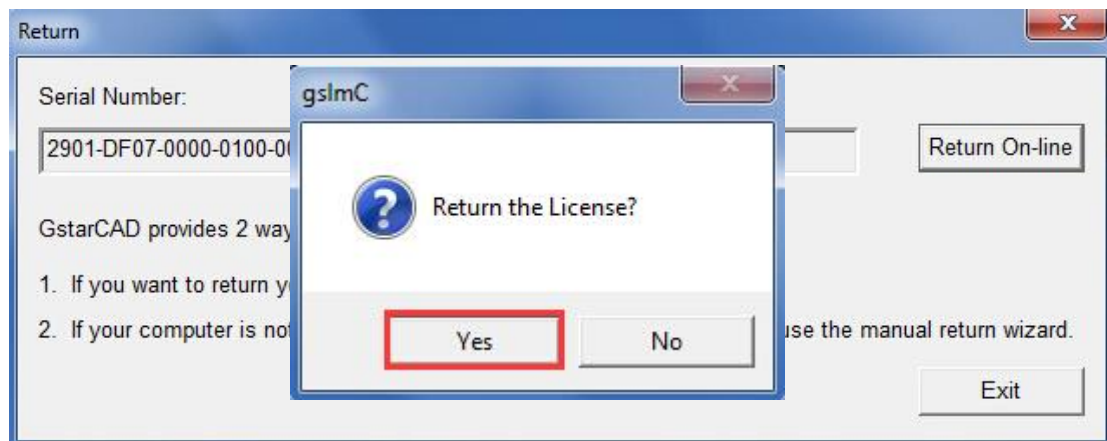 Return
Serial Number:
2901-DF07-0000-0100-0
Return On-line
GstarCAD provides 2 way
1. If you want to return y
2. If your computer is not
use the manual return wizard.
Exit
gslmC
Return the License?
Yes
No